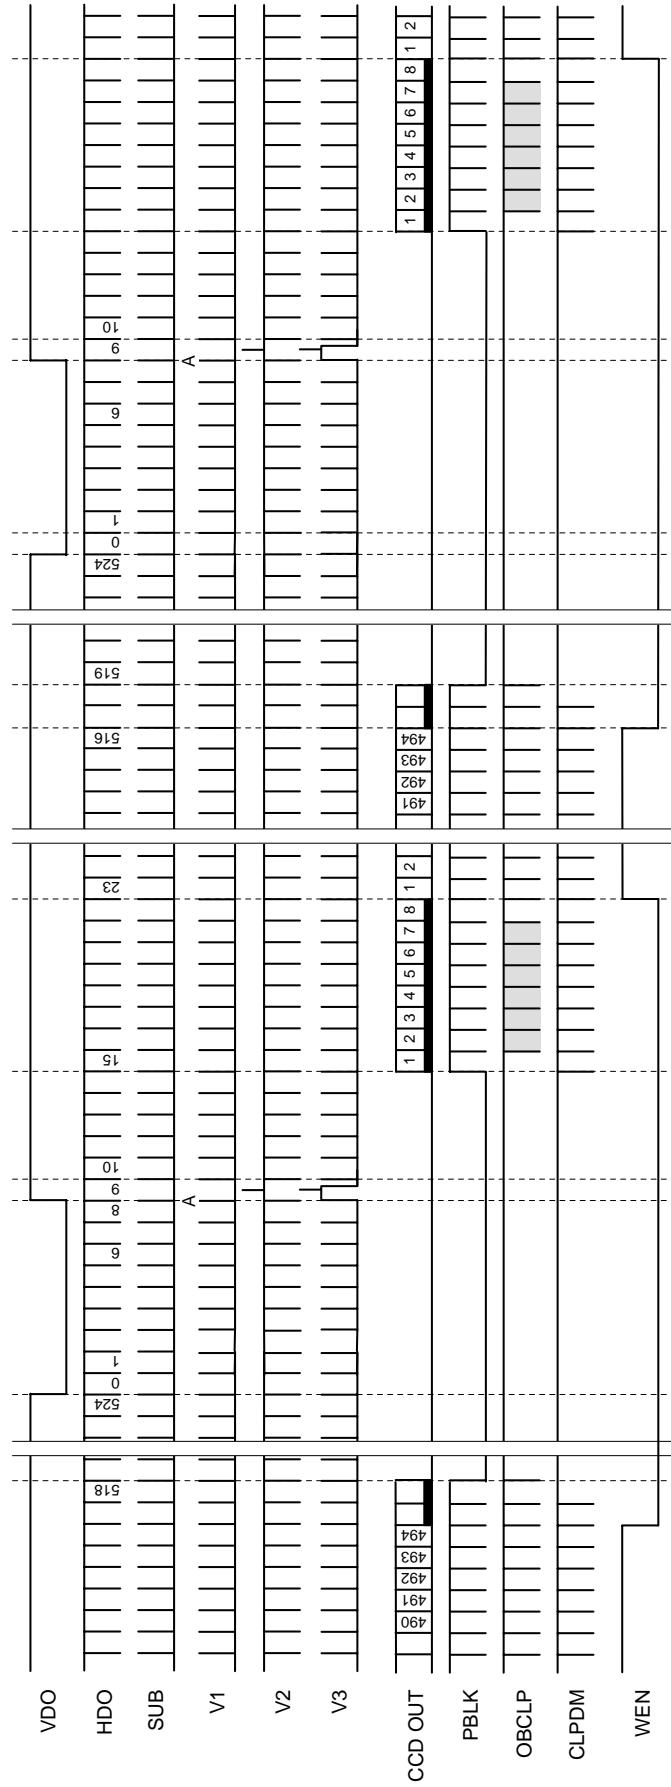 VDO
HDO 518 524 0 1 6 8 9 10 15 23 516 519 524 0 1 6 9 10
SUB
V1 A A
V2
V3
CCD OUT 490 491 492 493 494 1 2 3 4 5 6 7 8 1 2 491 492 493 494 1 2 3 4 5 6 7 8 1 2
PBLK
OBCLP
CLPDM
WEN